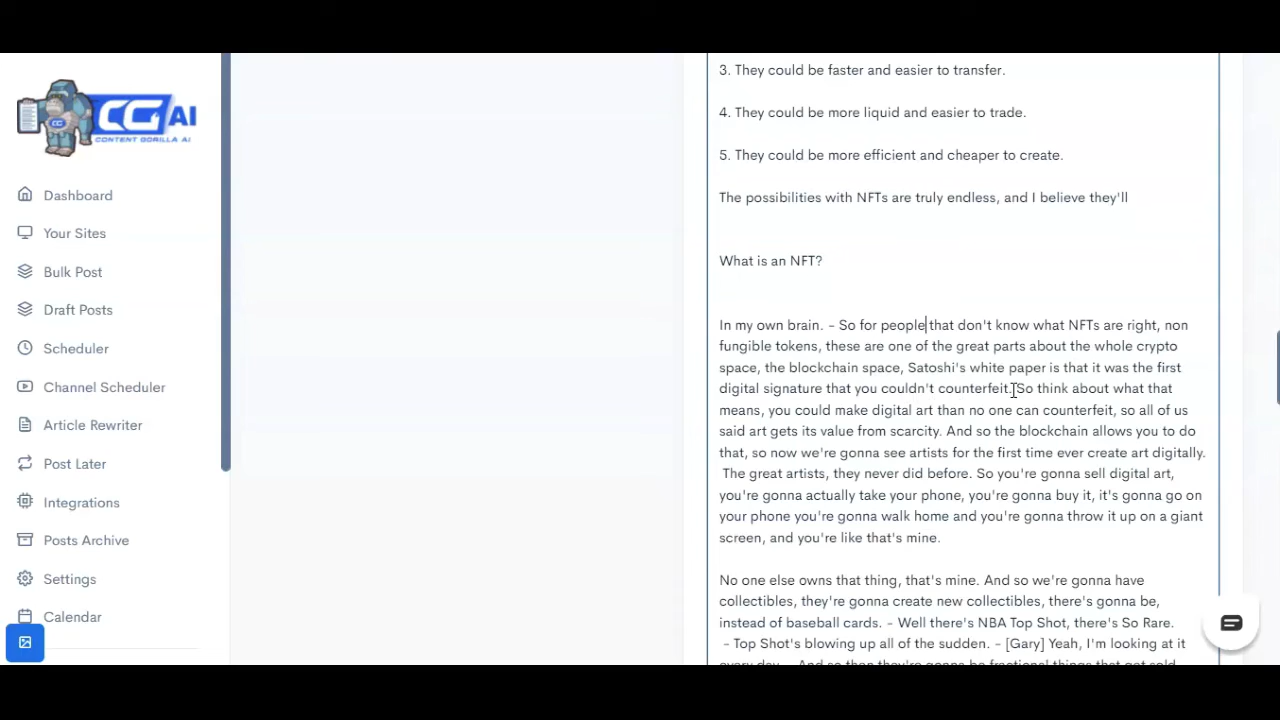 CG AI
CONTENT GORILLA AI
Dashboard
Your Sites
Bulk Post
Draft Posts
Scheduler
Channel Scheduler
Article Rewriter
Post Later
Integrations
Posts Archive
Settings
Calendar
3. They could be faster and easier to transfer.
4. They could be more liquid and easier to trade.
5. They could be more efficient and cheaper to create.
The possibilities with NFTs are truly endless, and I believe they'll
What is an NFT?
In my own brain. - So for people that don't know what NFTs are right, non
fungible tokens, these are one of the great parts about the whole crypto
space, the blockchain space, Satoshi's white paper is that it was the first
digital signature that you couldn't counterfeit. So think about what that
means, you could make digital art than no one can counterfeit, so all of us
said art gets its value from scarcity. And so the blockchain allows you to do
that, so now we're gonna see artists for the first time ever create art digitally.
The great artists, they never did before. So you're gonna sell digital art,
you're gonna actually take your phone, you're gonna buy it, it's gonna go on
your phone you're gonna walk home and you're gonna throw it up on a giant
screen, and you're like that's mine.
No one else owns that thing, that's mine. And so we're gonna have
collectibles, they're gonna create new collectibles, there's gonna be,
instead of baseball cards. - Well there's NBA Top Shot, there's So Rare.
- Top Shot's blowing up all of the sudden. - [Gary] Yeah, I'm looking at it
every day. - And so then they're gonna be fractional things that get sold